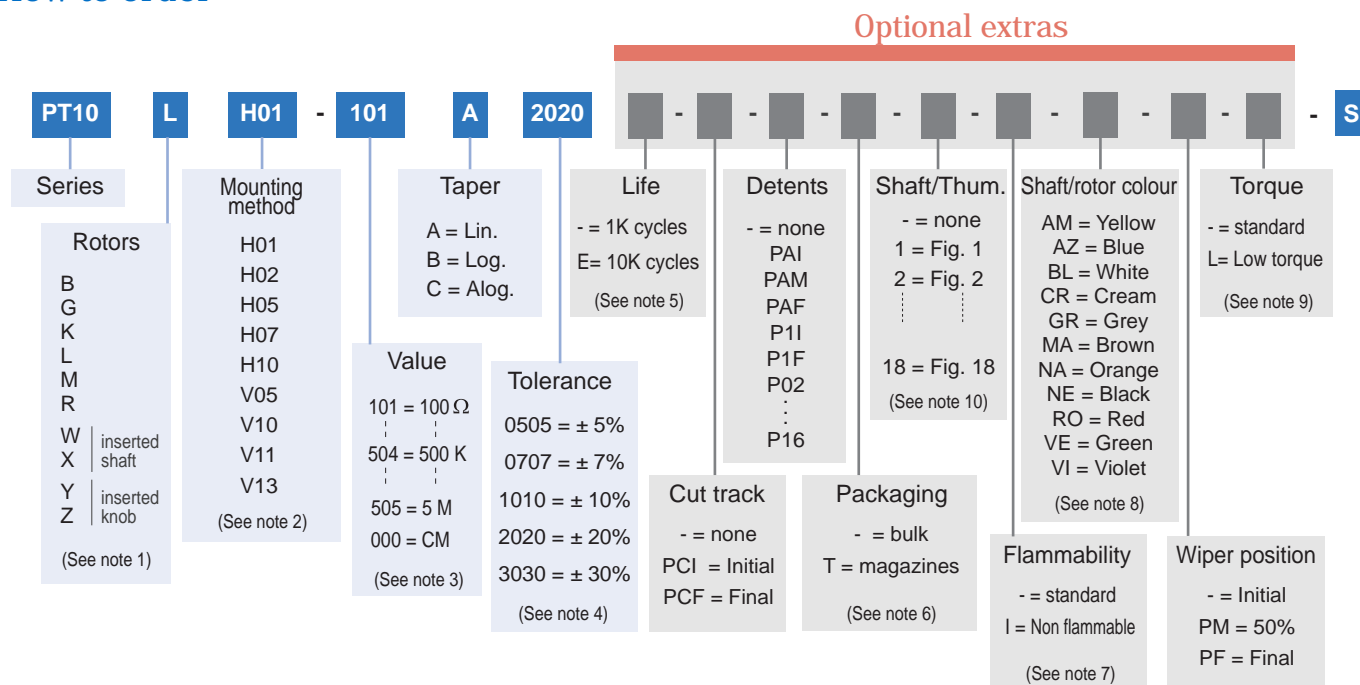 Optional extras
PT10 L H01 - 101 A 2020 - - - - - - - - - S
Series
Rotors
B
G
K
L
M
R
W
X
inserted
shaft
Y
Z
inserted
knob
(See note 1)
Mounting
method
H01
H02
H05
H07
H10
V05
V10
V11
V13
(See note 2)
Value
101 = 100 Ω
504 = 500 K
505 = 5 M
000 = CM
(See note 3)
Taper
A = Lin.
B = Log.
C = Alog.
Tolerance
0505 = ± 5%
0707 = ± 7%
1010 = ± 10%
2020 = ± 20%
3030 = ± 30%
(See note 4)
Life
- = 1K cycles
E= 10K cycles
(See note 5)
Cut track
- = none
PCI = Initial
PCF = Final
Detents
- = none
PAI
PAM
PAF
P1I
P1F
P02
:
P16
Packaging
- = bulk
T = magazines
(See note 6)
Shaft/Thum.
- = none
1 = Fig. 1
2 = Fig. 2
18 = Fig. 18
(See note 10)
Flammability
- = standard
I = Non flammable
(See note 7)
Shaft/rotor colour
AM = Yellow
AZ = Blue
BL = White
CR = Cream
GR = Grey
MA = Brown
NA = Orange
NE = Black
RO = Red
VE = Green
VI = Violet
(See note 8)
Wiper position
- = Initial
PM = 50%
PF = Final
Torque
- = standard
L= Low torque
(See note 9)